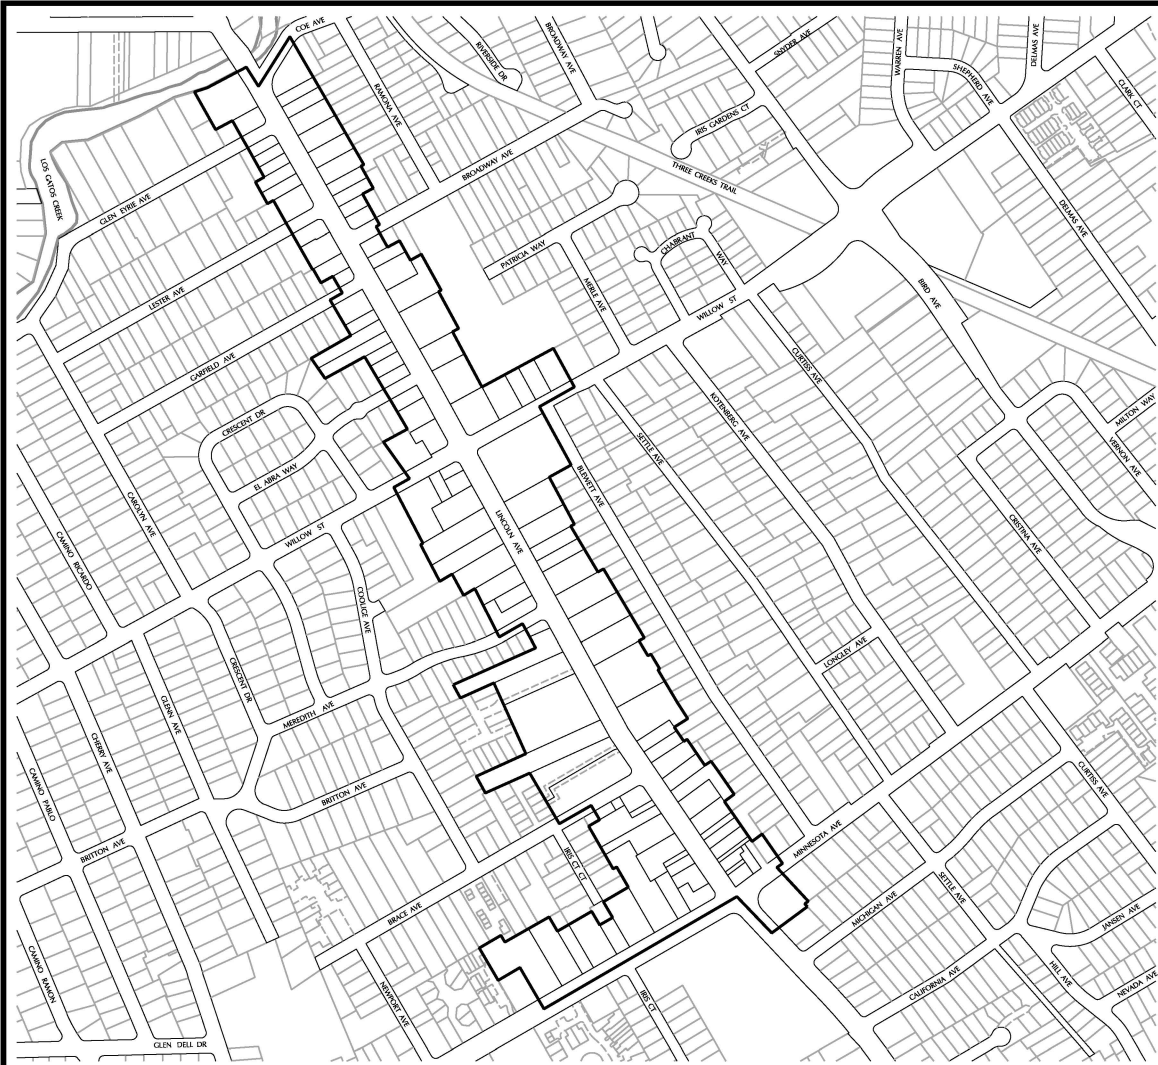 COE AVE
RIVERSIDE DR
BROADWAY AVE
SNYDER AVE
WARREN AVE
DELMAS AVE
SHEPHERD AVE
CLARK CT
RAMONA AVE
IRIS GARDENS CT
BROADWAY AVE
THREE CREEKS TRAIL
LOS GATOS CREEK
GLEN EYRIE AVE
DELMAS AVE
PATRICIA WAY
CHABRANT
WAY
LESTER AVE
MERLE AVE
BIRD AVE
WILLOW ST
GARFIELD AVE
CURTISS AVE
CRESCENT DR
KOTENBERG AVE
MILTON WAY
SETTLE AVE
VERNON AVE
EL ABRA WAY
BLEWETT AVE
CAROLYN AVE
LINCOLN AVE
WILLOW ST
CRISTINA AVE
CAMINO RICARDO
COOLIDGE AVE
LONGLEY AVE
CRESCENT DR
GLENN AVE
MEREDITH AVE
CHERRY AVE
CAMINO PABLO
BRITTON AVE
CURTISS AVE
BRITTON AVE
MINNESOTA AVE
IRIS CT CT
SETTLE AVE
BRACE AVE
MICHIGAN AVE
JANSEN AVE
CAMINO RAMON
NEWPORT AVE
CALIFORNIA AVE
HILL AVE
NEVADA AVE
IRIS CT
GLEN DELL DR